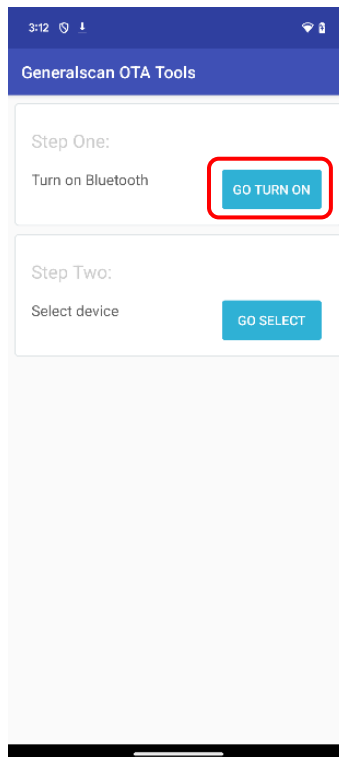 3:12
Generalscan OTA Tools
Step One:
Turn on Bluetooth
GO TURN ON
Step Two:
Select device
GO SELECT